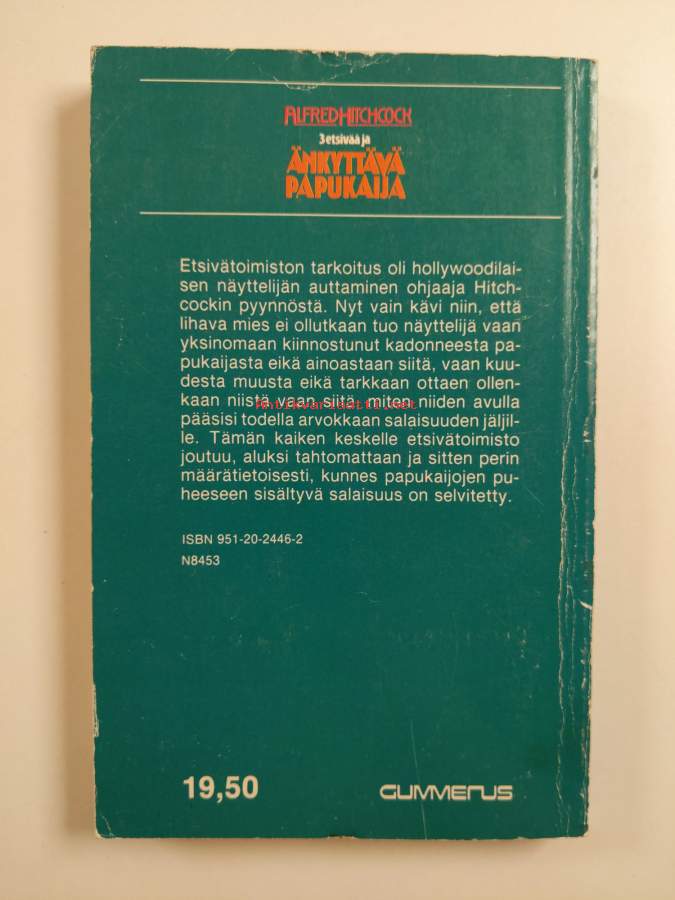 ALFRED HITCHCOCK
3 etsivää ja
ÄNKYTTÄVÄ
PAPUKAIJA
Etsivätoimiston tarkoitus oli hollywoodilai-
sen näyttelijän auttaminen ohjaaja Hitch-
cockin pyynnöstä. Nyt vain kävi niin, että
lihava mies ei ollutkaan tuo näyttelijä vaan
yksinomaan kiinnostunut kadonneesta pa-
pukaijasta eikä ainoastaan siitä, vaan kuu-
desta muusta eikä tarkkaan ottaen ollen-
kaan niistä vaan siitä, miten niiden avulla
Antikvariaatti.net
pääsisi todella arvokkaan salaisuuden jäljil-
le. Tämän kaiken keskelle etsivätoimisto
joutuu, aluksi tahtomattaan ja sitten perin
määrätietoisesti, kunnes papukaijojen pu-
heeseen sisältyvä salaisuus on selvitetty.
ISBN 951-20-2446-2
N8453
19,50 GUMMERUS